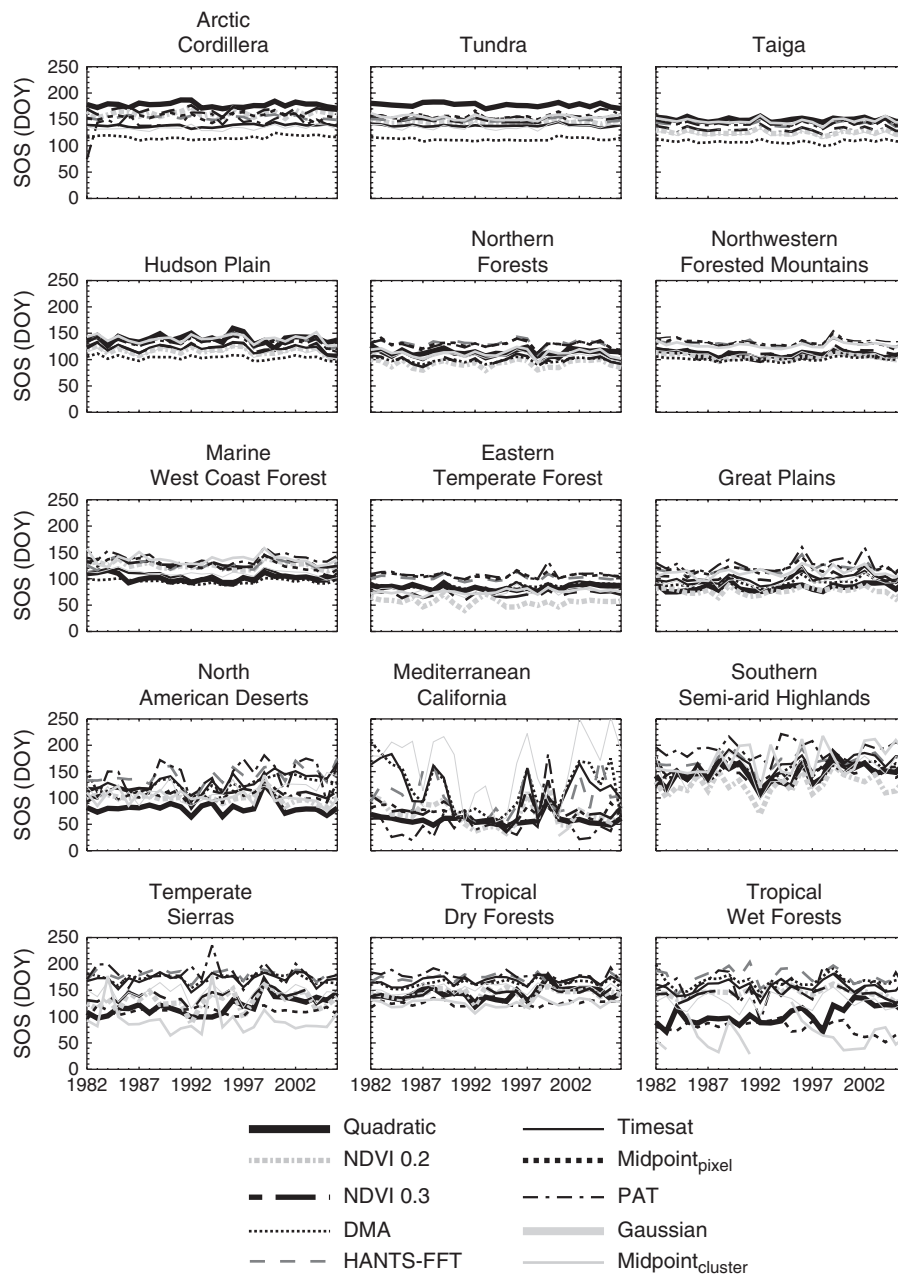 Arctic
Cordillera
Tundra
Taiga
SOS (DOY)
250
200
150
100
50
0
Hudson Plain
Northern
Forests
Northwestern
Forested Mountains
SOS (DOY)
250
200
150
100
50
0
Marine
West Coast Forest
Eastern
Temperate Forest
Great Plains
SOS (DOY)
250
200
150
100
50
0
North
American Deserts
Mediterranean
California
Southern
Semi-arid Highlands
SOS (DOY)
250
200
150
100
50
0
Temperate
Sierras
Tropical
Dry Forests
Tropical
Wet Forests
SOS (DOY)
250
200
150
100
50
0
1982 1987 1992 1997 2002
1982 1987 1992 1997 2002
1982 1987 1992 1997 2002
Quadratic
NDVI 0.2
NDVI 0.3
DMA
HANTS-FFT
Timesat
Midpoint pixel
PAT
Gaussian
Midpoint cluster